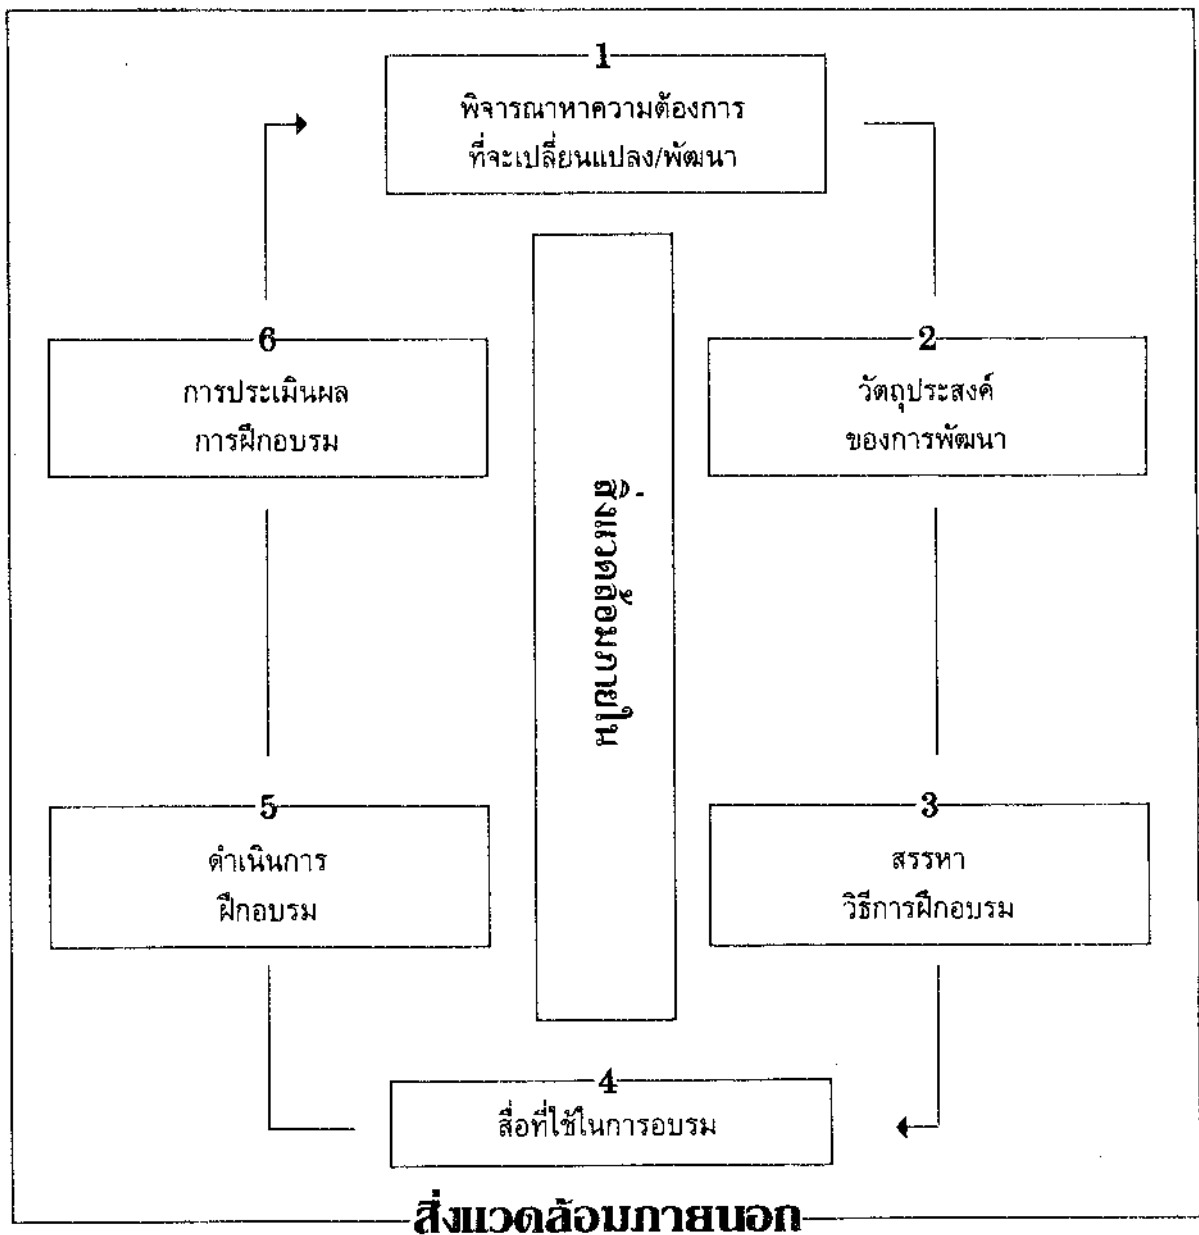 1
พิจารณาหาความต้องการ
ที่จะเปลี่ยนแปลง/พัฒนา
2
วัตถุประสงค์
ของการพัฒนา
3
สรรหา
วิธีการฝึกอบรม
4
สื่อที่ใช้ในการอบรม
5
ดำเนินการ
ฝึกอบรม
6
การประเมินผล
การฝึกอบรม
สิ่งแวดล้อมภายใน
สิ่งแวดล้อมภายนอก